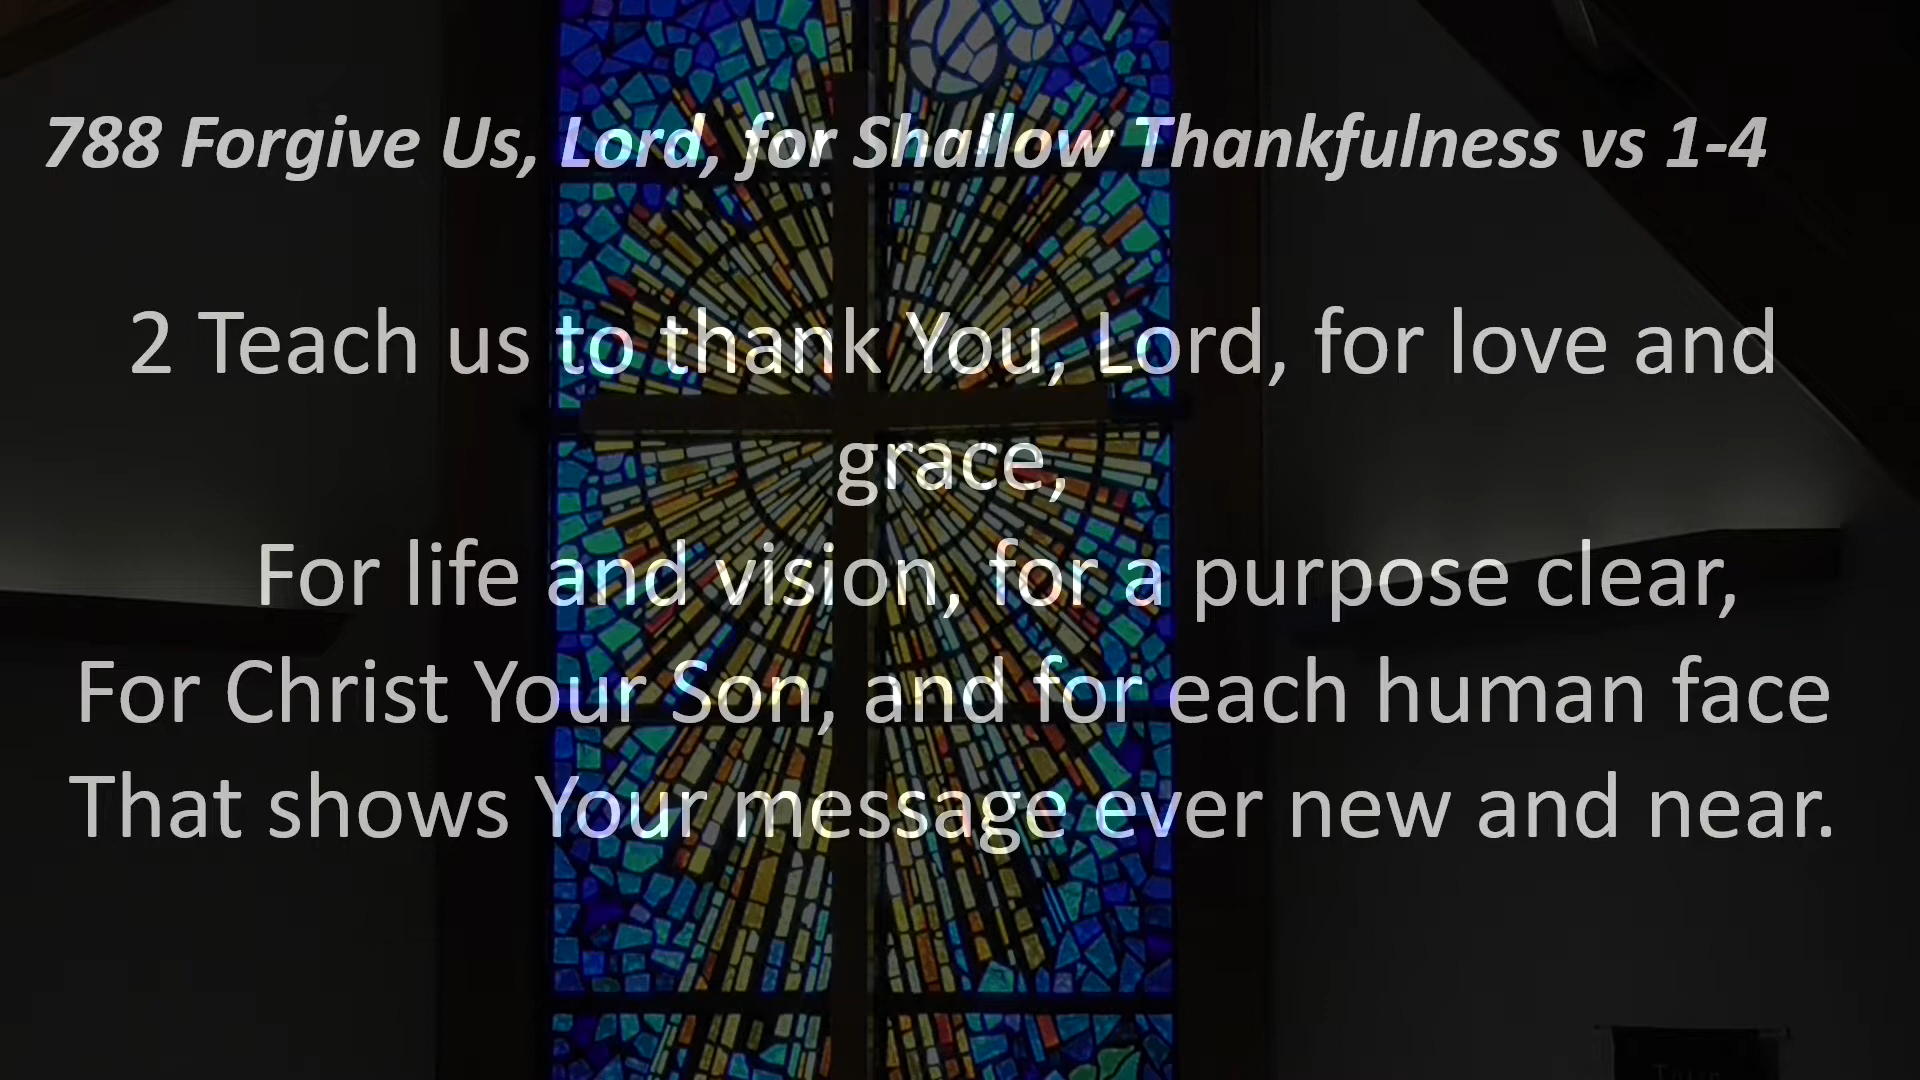 788 Forgive Us, Lord, for Shallow Thankfulness vs 1-4
2 Teach us to thank You, Lord, for love and
grace,
For life and vision, for a purpose clear,
For Christ Your Son, and for each human face
That shows Your message ever new and near.